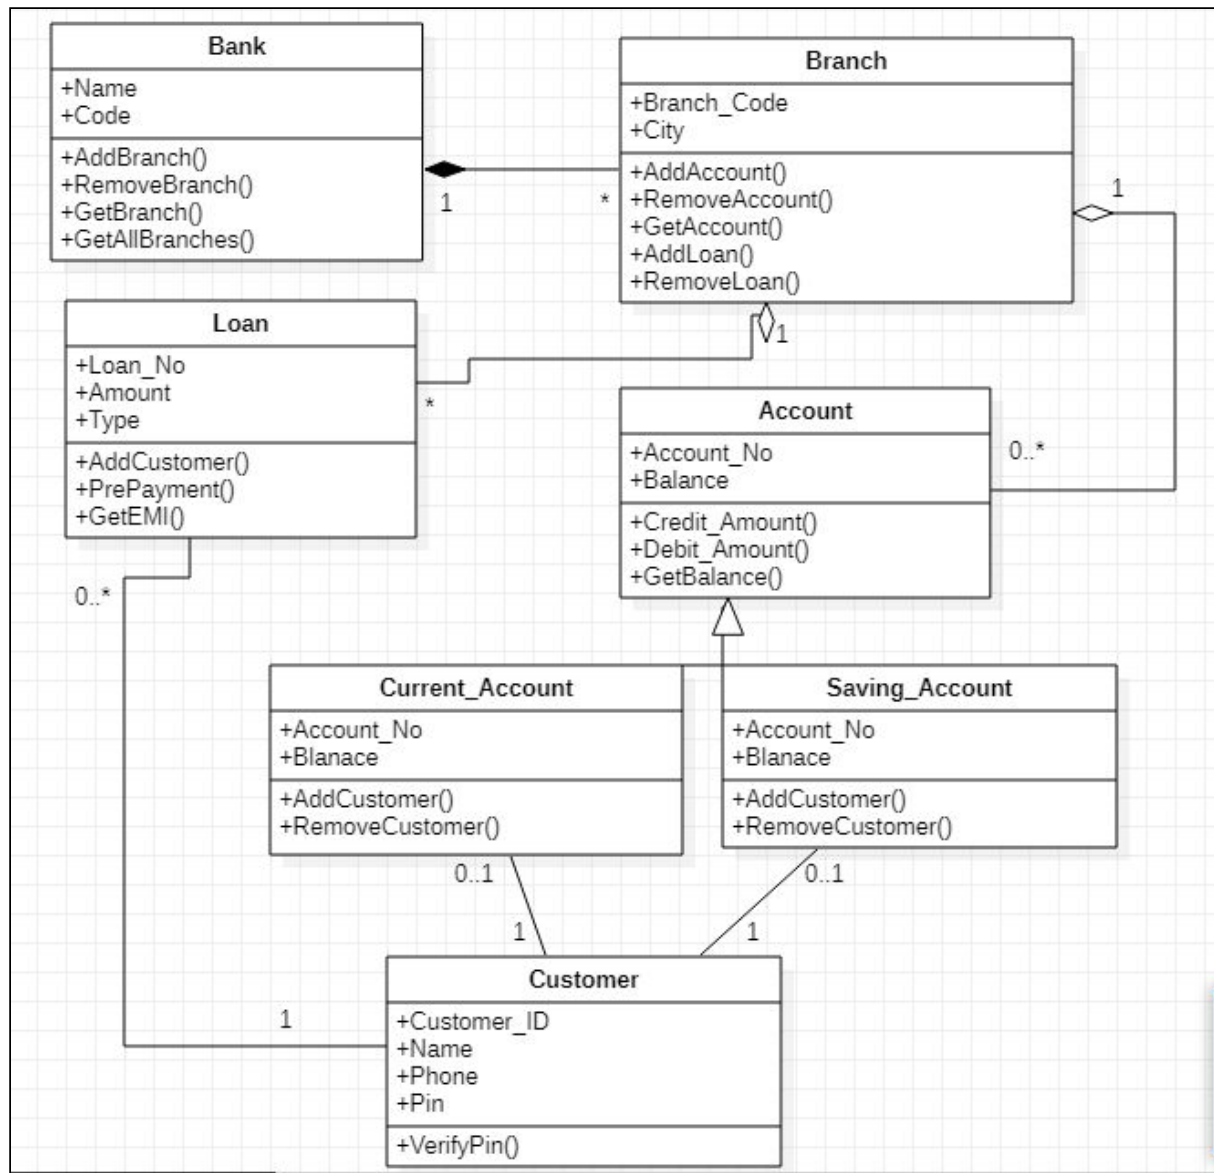 Bank
+Name
+Code
+AddBranch()
+RemoveBranch()
+GetBranch()
+GetAllBranches()
1
*
Branch
+Branch_Code
+City
+AddAccount()
+RemoveAccount()
+GetAccount()
+AddLoan()
+RemoveLoan()
1
1
Loan
+Loan_No
+Amount
+Type
+AddCustomer()
+PrePayment()
+GetEMI()
*
0..*
Account
+Account_No
+Balance
+Credit_Amount()
+Debit_Amount()
+GetBalance()
0..*
Current_Account
+Account_No
+Blanace
+AddCustomer()
+RemoveCustomer()
0..1
1
Saving_Account
+Account_No
+Blanace
+AddCustomer()
+RemoveCustomer()
0..1
1
1
Customer
+Customer_ID
+Name
+Phone
+Pin
+VerifyPin()